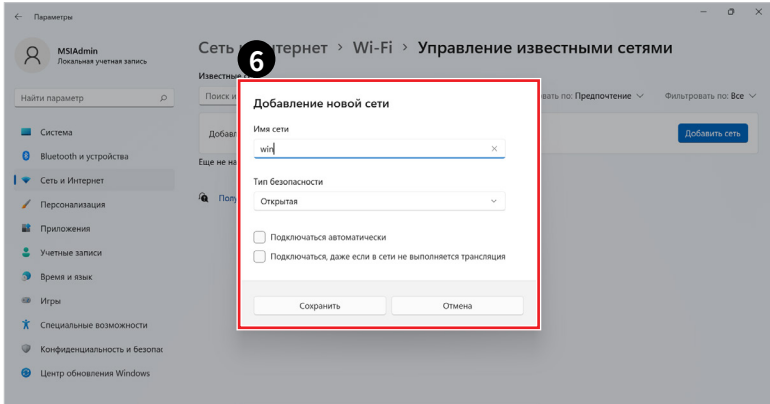 Параметры
MSIAdmin
Локальная учетная запись
Найти параметр
Система
Bluetooth и устройства
Сеть и Интернет
Персонализация
Приложения
Учетные записи
Время и язык
Игры
Специальные возможности
Конфиденциальность и безопас
Центр обновления Windows
Сеть тернет > Wi-Fi > Управление известными сетями
6
Известные
Поиск и
вать по: Предпочтение
Фильтровать по: Все
Добавл
Добавить сеть
Еще не на
Полу
Добавление новой сети
Имя сети
win
Тип безопасности
Открытая
Подключаться автоматически
Подключаться, даже если в сети не выполняется трансляция
Сохранить
Отмена